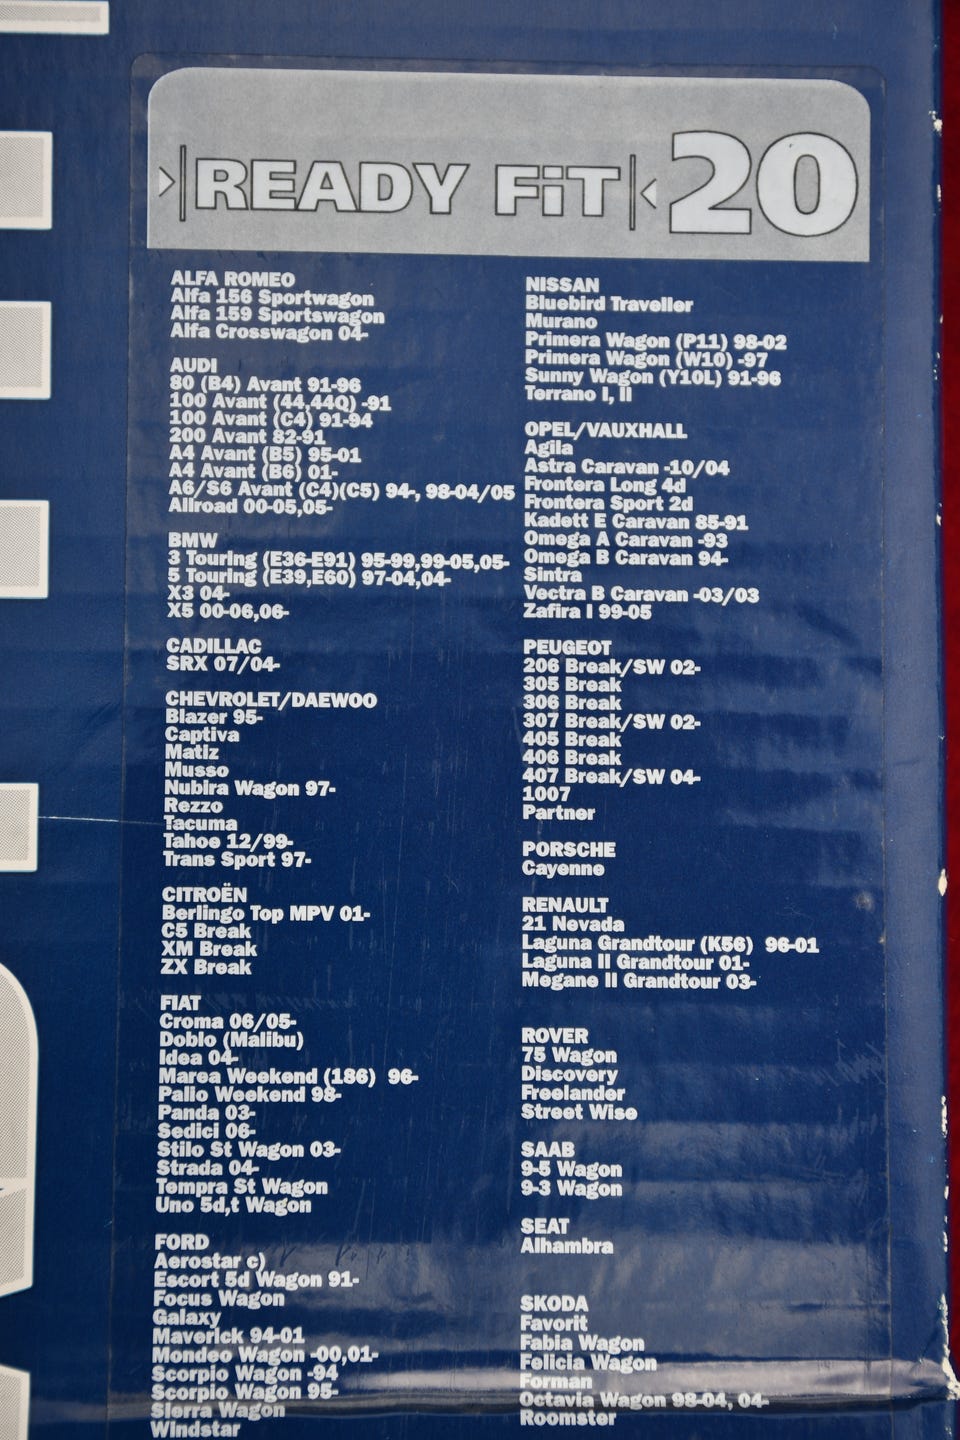 READY FiT 20
ALFA ROMEO
Alfa 156 Sportwagon
Alfa 159 Sportswagon
Alfa Crosswagon 04-
AUDI
80 (B4) Avant 91-96
100 Avant (44,44Q) -91
100 Avant (C4) 91-94
200 Avant 82-91
A4 Avant (B5) 95-01
A4 Avant (B6) 01-
A6/S6 Avant (C4)(C5) 94-, 98-04/05
Allroad 00-05,05-
BMW
3 Touring (E36-E91) 95-99,99-05,05-
5 Touring (E39,E60) 97-04,04-
X3 04-
X5 00-06,06-
CADILLAC
SRX 07/04-
CHEVROLET/DAEWOO
Blazer 95-
Captiva
Matiz
Musso
Nubira Wagon 97-
Rezzo
Tacuma
Tahoe 12/99-
Trans Sport 97-
CITROËN
Berlingo Top MPV 01-
C5 Break
XM Break
ZX Break
FIAT
Croma 06/05-
Doblo (Malibu)
Idea 04-
Marea Weekend (186) 96-
Palio Weekend 98-
Panda 03-
Sedici 06-
Stilo St Wagon 03-
Strada 04-
Tempra St Wagon
Uno 5d,t Wagon
FORD
Aerostar c)
Escort 5d Wagon 91-
Focus Wagon
Galaxy
Maverick 94-01
Mondeo Wagon -00,01-
Scorpio Wagon -94
Scorpio Wagon 95-
Sierra Wagon
Windstar
NISSAN
Bluebird Traveller
Murano
Primera Wagon (P11) 98-02
Primera Wagon (W10) -97
Sunny Wagon (Y10L) 91-96
Terrano I, II
OPEL/VAUXHALL
Agila
Astra Caravan -10/04
Frontera Long 4d
Frontera Sport 2d
Kadett E Caravan 85-91
Omega A Caravan -93
Omega B Caravan 94-
Sintra
Vectra B Caravan -03/03
Zafira I 99-05
PEUGEOT
206 Break/SW 02-
305 Break
306 Break
307 Break/SW 02-
405 Break
406 Break
407 Break/SW 04-
1007
Partner
PORSCHE
Cayenne
RENAULT
21 Nevada
Laguna Grandtour (K56) 96-01
Laguna II Grandtour 01-
Megane II Grandtour 03-
ROVER
75 Wagon
Discovery
Freelander
Street Wise
SAAB
9-5 Wagon
9-3 Wagon
SEAT
Alhambra
SKODA
Favorit
Fabia Wagon
Felicia Wagon
Forman
Octavia Wagon 98-04, 04-
Roomster